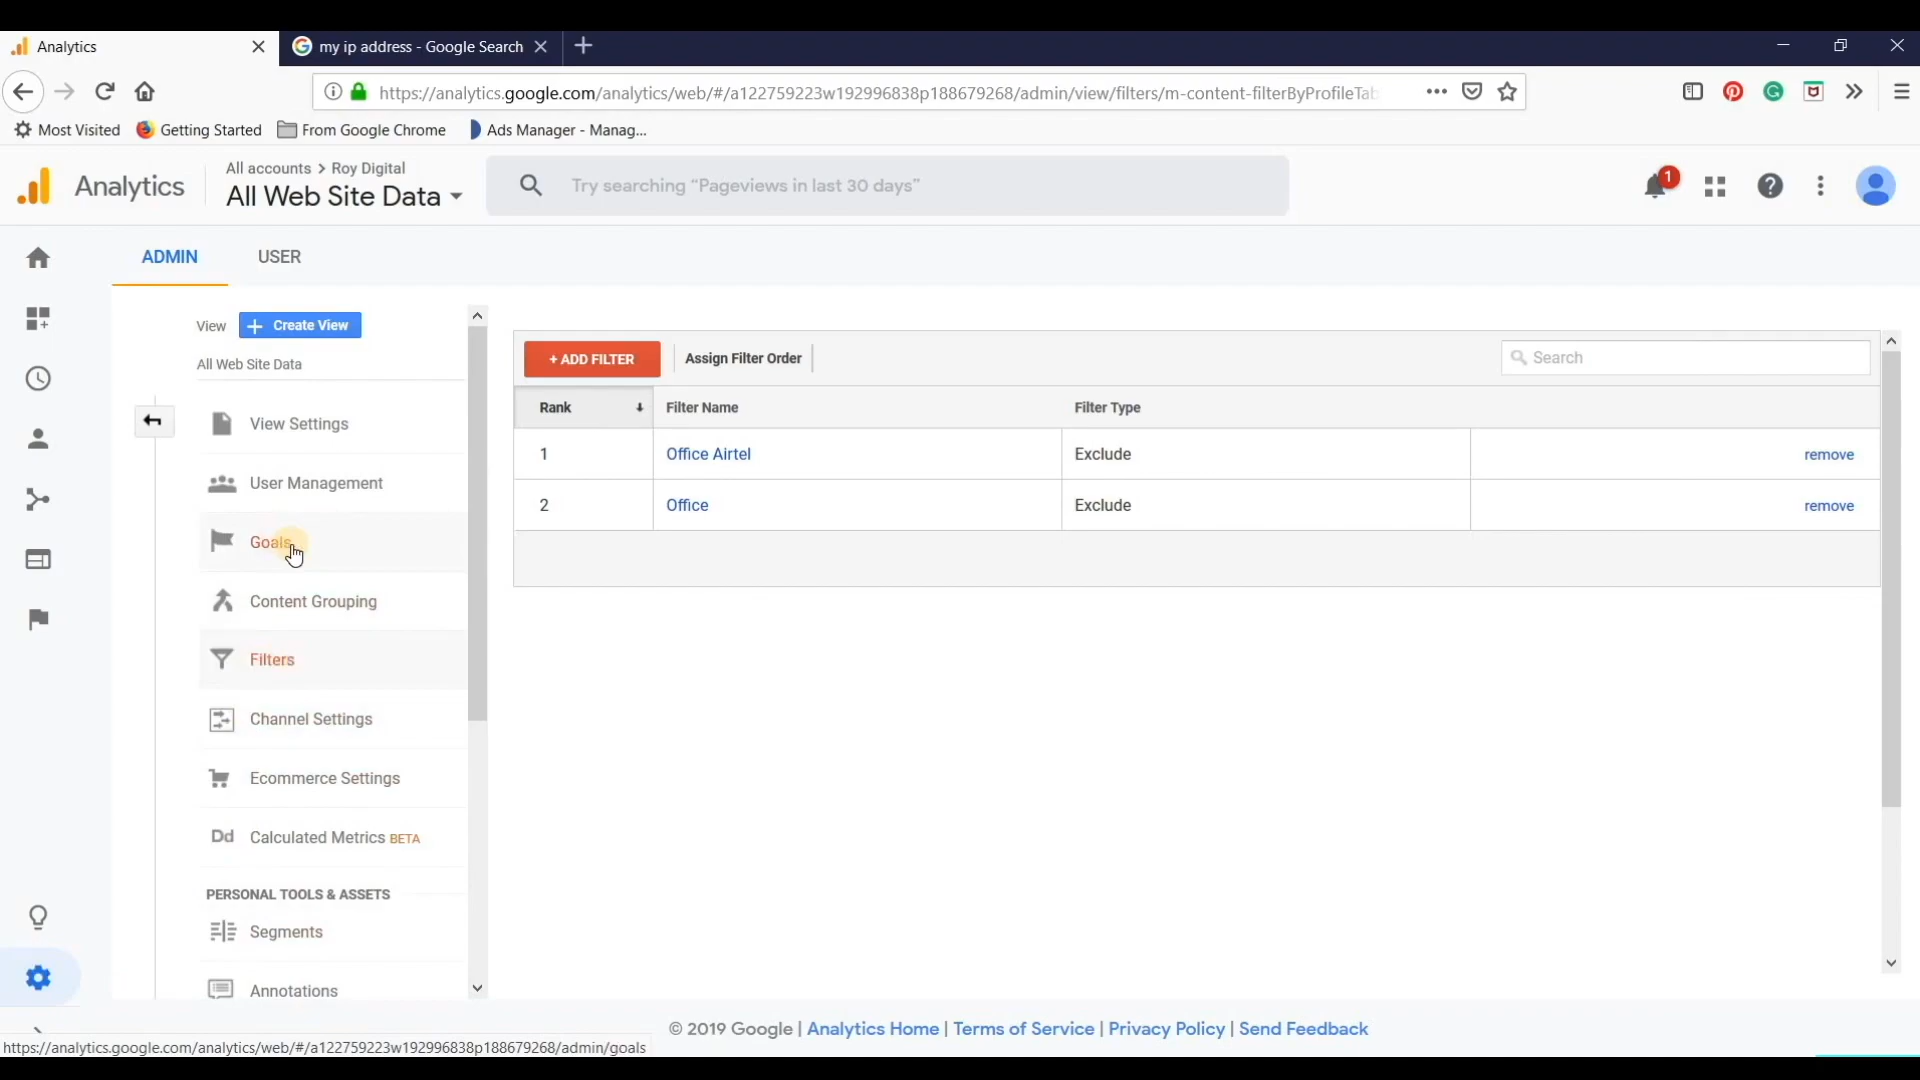 Analytics
my ip address - Google Search
https://analytics.google.com/analytics/web/#/a122759223w192996838p188679268/admin/view/filters/m-content-filterByProfileTab
Most Visited
Getting Started
From Google Chrome
Ads Manager - Manag...
Analytics
All accounts > Roy Digital
All Web Site Data
Try searching “Pageviews in last 30 days”
1
ADMIN
USER
View
+ Create View
All Web Site Data
View Settings
User Management
Goals
Content Grouping
Filters
Channel Settings
Ecommerce Settings
Dd Calculated Metrics BETA
PERSONAL TOOLS & ASSETS
Segments
Annotations
+ ADD FILTER
Assign Filter Order
Search
Rank
Filter Name
Filter Type
1
Office Airtel
Exclude
remove
2
Office
Exclude
remove
© 2019 Google | Analytics Home | Terms of Service | Privacy Policy | Send Feedback
https://analytics.google.com/analytics/web/#/a122759223w192996838p188679268/admin/goals